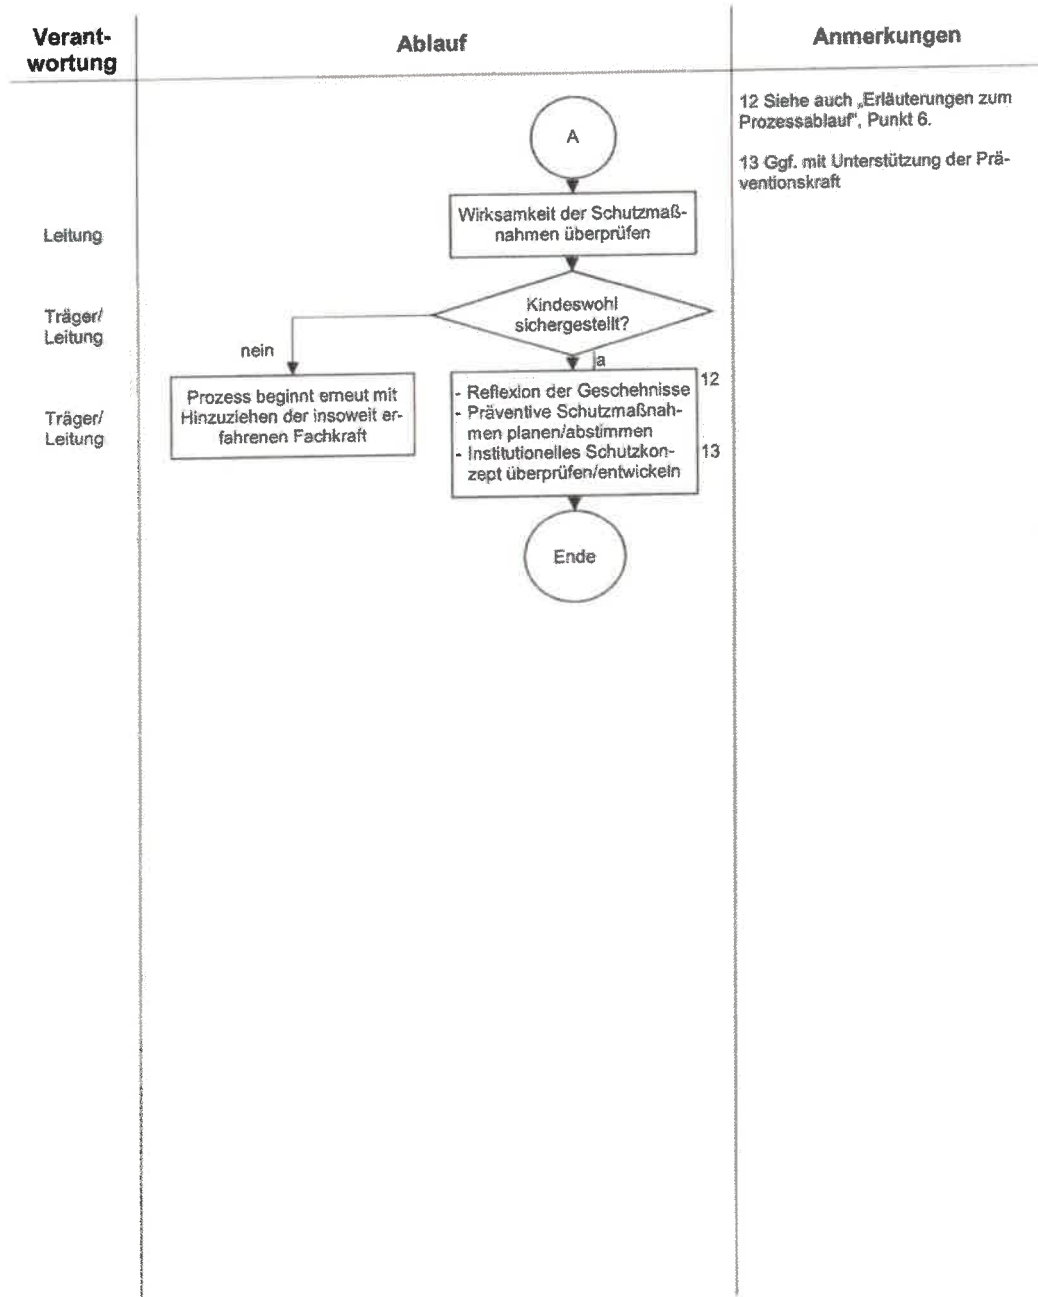 Verant-
wortung
Ablauf
Anmerkungen
12 Siehe auch „Erläuterungen zum
Prozessablauf", Punkt 6.
13 Ggf. mit Unterstützung der Prä-
ventionskraft
A
Leitung
Wirksamkeit der Schutzmaß-
nahmen überprüfen
Träger/
Leitung
Kindeswohl
sichergestellt?
nein
a
Träger/
Leitung
Prozess beginnt erneut mit
Hinzuziehen der insoweit er-
fahrenen Fachkraft
- Reflexion der Geschehnisse
12
- Präventive Schutzmaßnah-
men planen/abstimmen
- Institutionelles Schutzkon-
13
zept überprüfen/entwickeln
Ende